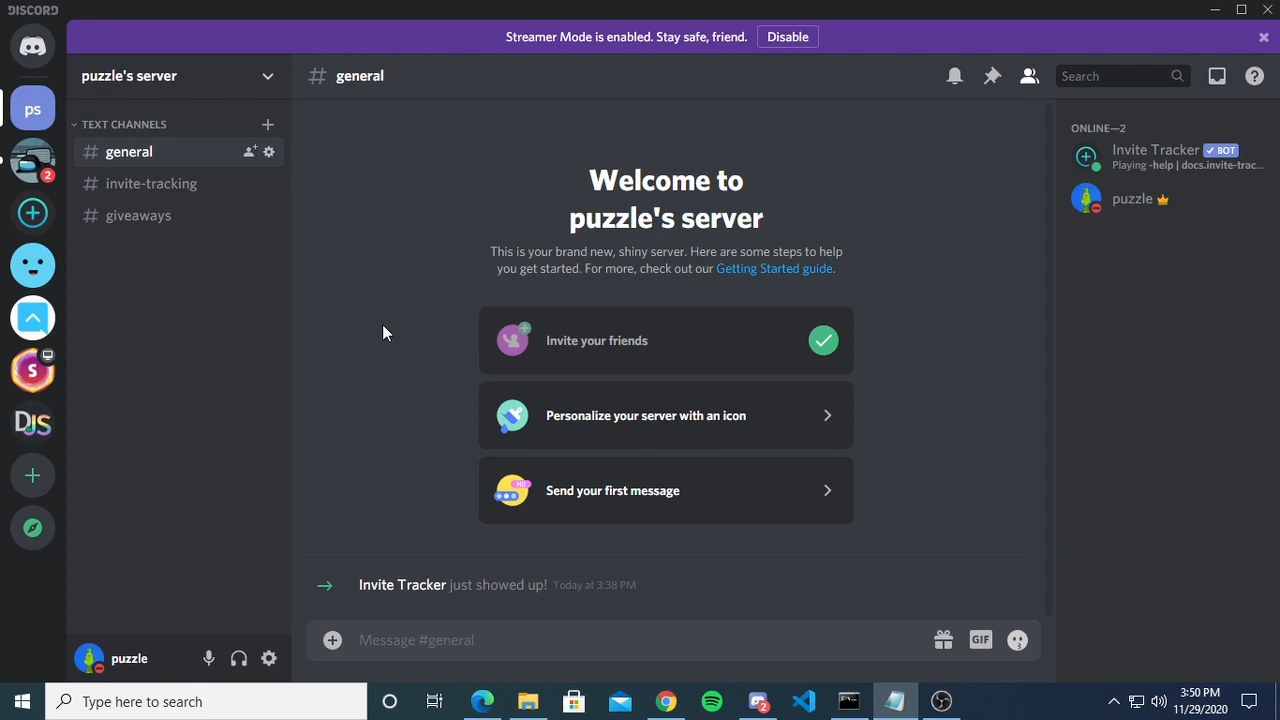 DISCORD
Streamer Mode is enabled. Stay safe, friend. Disable
puzzle's server
general
Search
ps
TEXT CHANNELS
general
invite-tracking
giveaways
2
S
DJS
Welcome to
puzzle's server
This is your brand new, shiny server. Here are some steps to help
you get started. For more, check out our Getting Started guide.
Invite your friends
Personalize your server with an icon
Hi!
Send your first message
Invite Tracker just showed up! Today at 3:38 PM
Message #general
GIF
ONLINE—2
Invite Tracker BOT
Playing -help | docs.invite-trac...
puzzle
puzzle
Type here to search
2
3:50 PM
11/29/2020